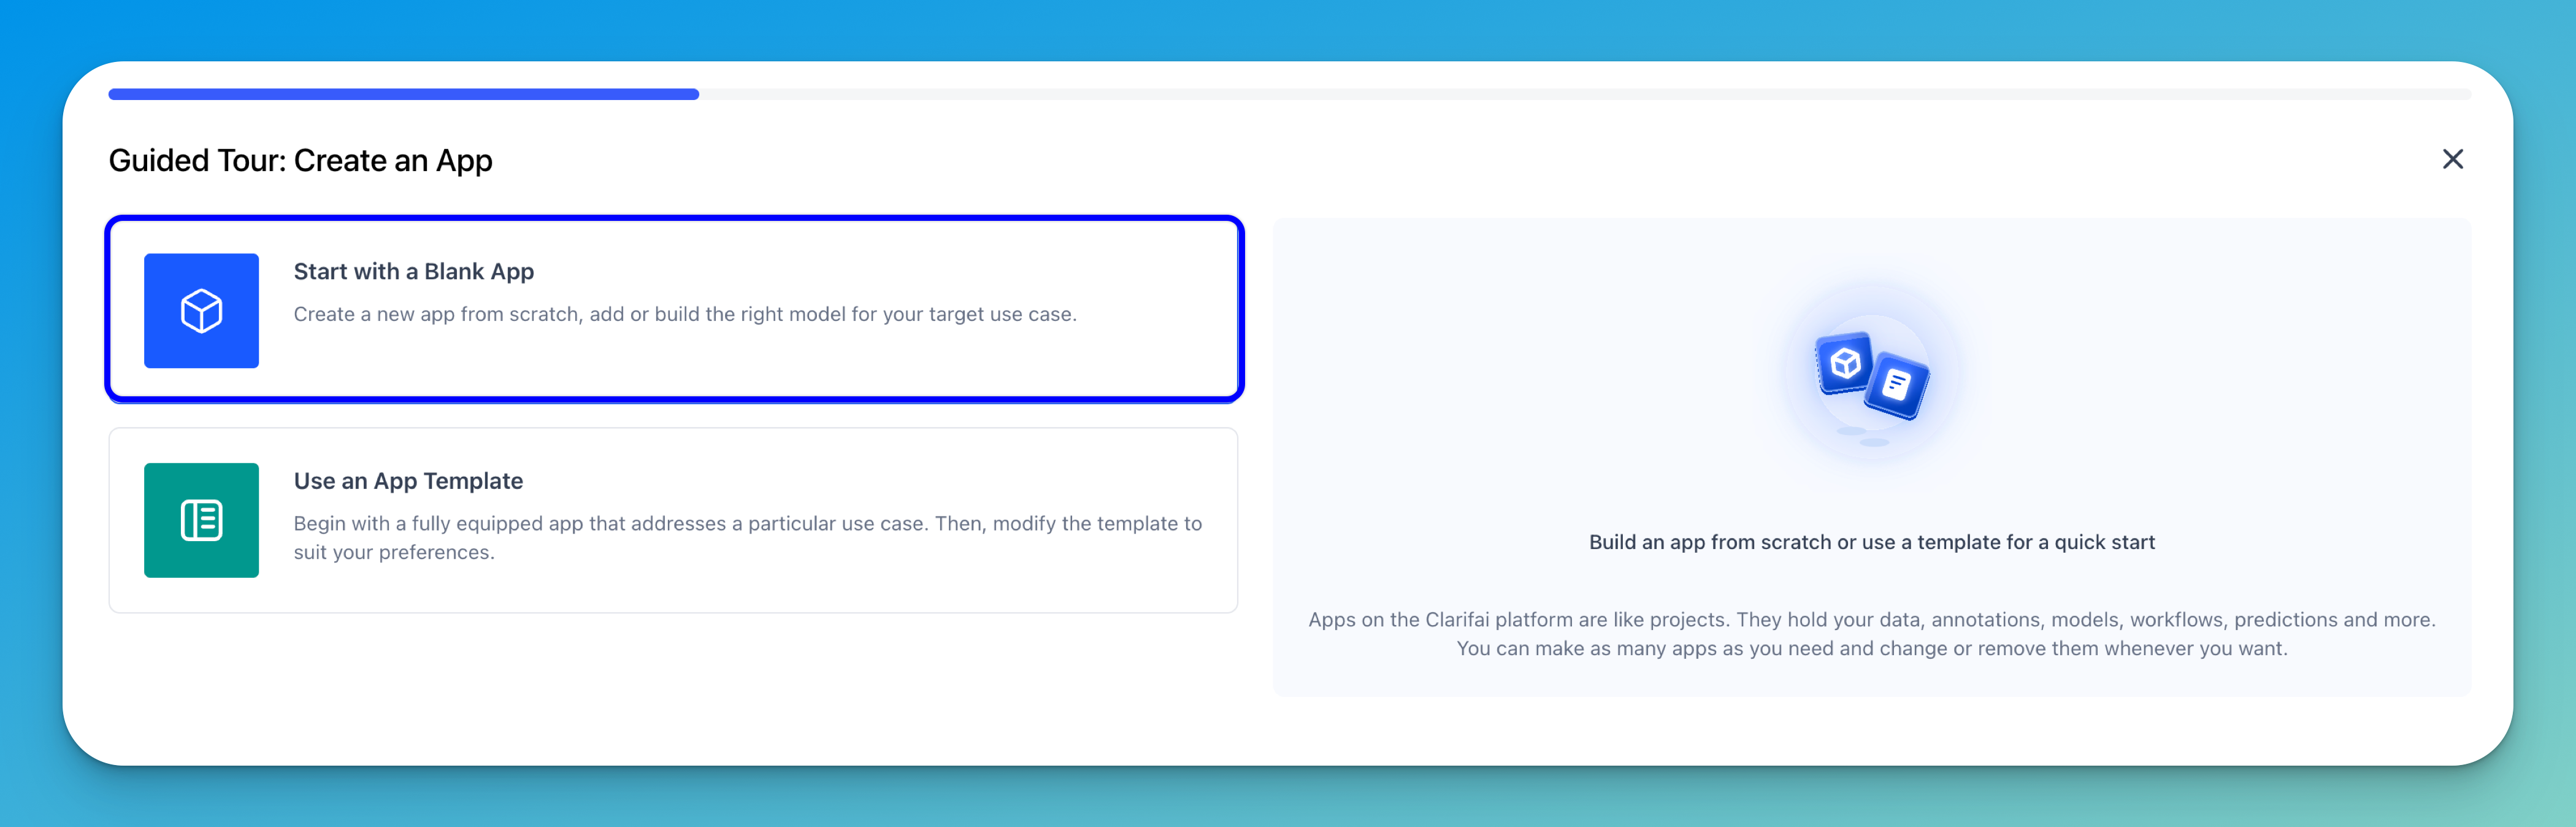 Guided Tour: Create an App
Start with a Blank App
Create a new app from scratch, add or build the right model for your target use case.
Use an App Template
Begin with a fully equipped app that addresses a particular use case. Then, modify the template to
suit your preferences.
Build an app from scratch or use a template for a quick start
Apps on the Clarifai platform are like projects. They hold your data, annotations, models, workflows, predictions and more.
You can make as many apps as you need and change or remove them whenever you want.